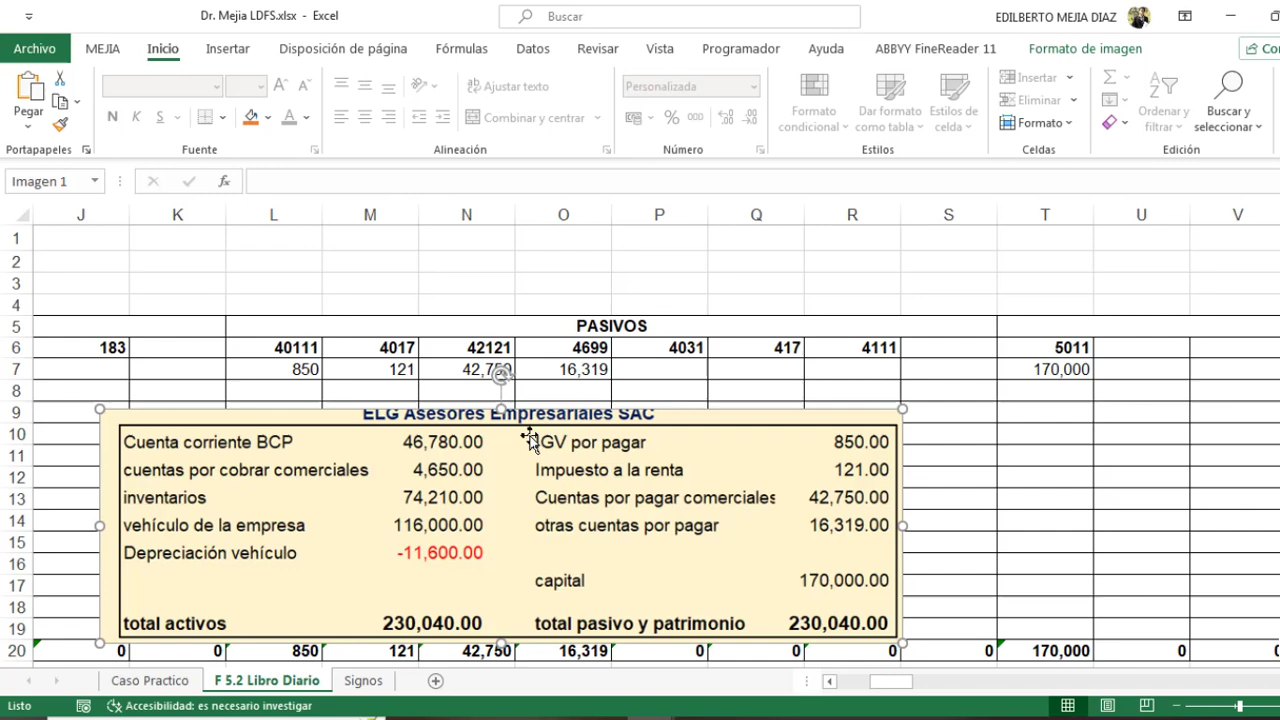 Dr. Mejia LDFS.xlsx - Excel
Buscar
EDILBERTO MEJIA DIAZ
Archivo MEJIA Inicio Insertar Disposición de página Fórmulas Datos Revisar Vista Programador Ayuda ABBYY FineReader 11 Formato de imagen
Pegar
N K S
Ajustar texto
Combinar y centrar
Personalizada
% 000
Formato condicional
Dar formato como tabla
Estilos de celda
Insertar
Eliminar
Formato
Ordenar y filtrar
Buscar y seleccionar
Portapapeles Fuente Alineación Número Estilos Celdas Edición
Imagen 1 fx
J K L M N O P Q R S T U V
1
2
3
4
5 PASIVOS
6 183 40111 4017 42121 4699 4031 417 4111 5011
7 850 121 16,319 170,000
8
9 ELG Asesores Empresariales SAC
10 Cuenta corriente BCP 46,780.00 IGV por pagar 850.00
11
12 cuentas por cobrar comerciales 4,650.00 Impuesto a la renta 121.00
13 inventarios 74,210.00 Cuentas por pagar comerciales 42,750.00
14 vehículo de la empresa 116,000.00 otras cuentas por pagar 16,319.00
15 Depreciación vehículo -11,600.00
16
17 capital 170,000.00
18
19 total activos 230,040.00 total pasivo y patrimonio 230,040.00
20 0 0 850 121 42,750 16,319 0 0 0 0 170,000 0
Caso Practico F 5.2 Libro Diario Signos
Listo Accesibilidad: es necesario investigar